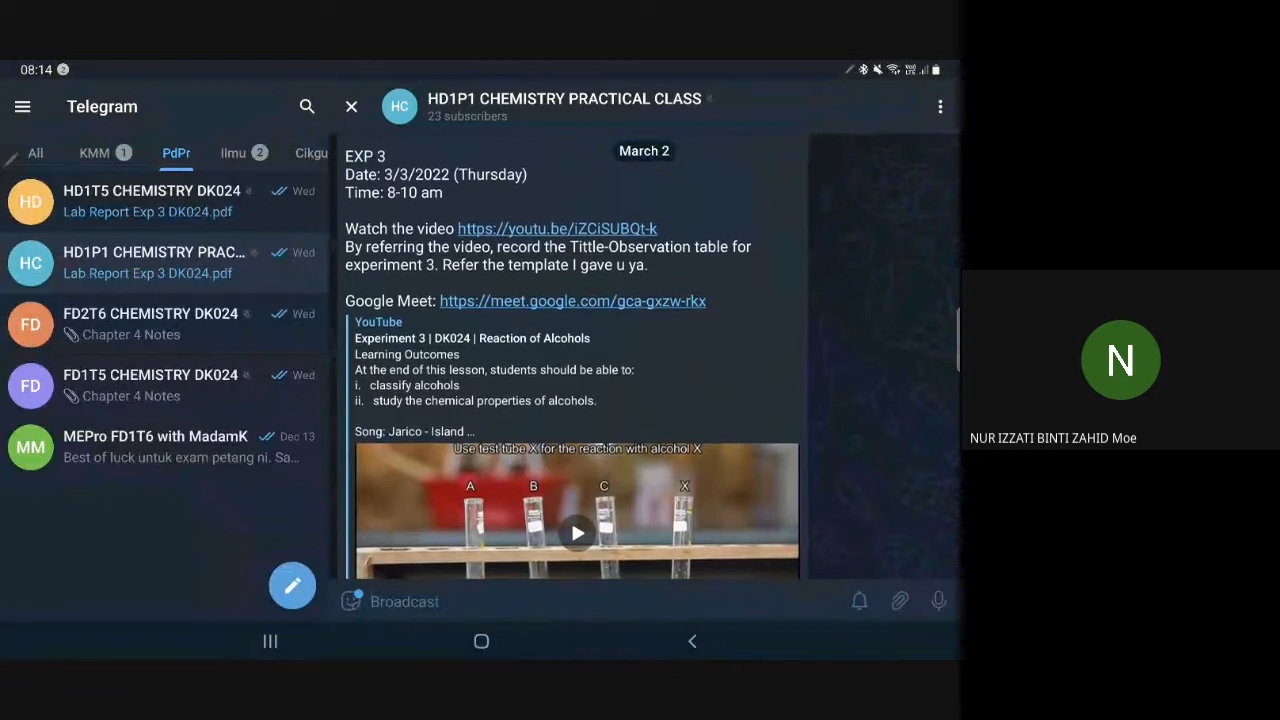 08:14
Telegram
All
KMM 1
PdPr
Ilmu 2
Cikgu
HD
HD1T5 CHEMISTRY DK024
Wed
Lab Report Exp 3 DK024.pdf
HC
HD1P1 CHEMISTRY PRAC...
Wed
Lab Report Exp 3 DK024.pdf
FD
FD2T6 CHEMISTRY DK024
Wed
Chapter 4 Notes
FD
FD1T5 CHEMISTRY DK024
Wed
Chapter 4 Notes
MM
MEPro FD1T6 with MadamK
Dec 13
Best of luck untuk exam petang ni. Sa...
HC
HD1P1 CHEMISTRY PRACTICAL CLASS
23 subscribers
March 2
EXP 3
Date: 3/3/2022 (Thursday)
Time: 8-10 am
Watch the video https://youtu.be/iZCiSUBQt-k
By referring the video, record the Tittle-Observation table for
experiment 3. Refer the template I gave u ya.
Google Meet: https://meet.google.com/gca-gxzw-rkx
YouTube
Experiment 3 | DK024 | Reaction of Alcohols
Learning Outcomes
At the end of this lesson, students should be able to:
i. classify alcohols
ii. study the chemical properties of alcohols.
Song: Jarico - Island ...
Use test tube X for the reaction with alcohol X
A B C X
Broadcast
N
NUR IZZATI BINTI ZAHID Moe